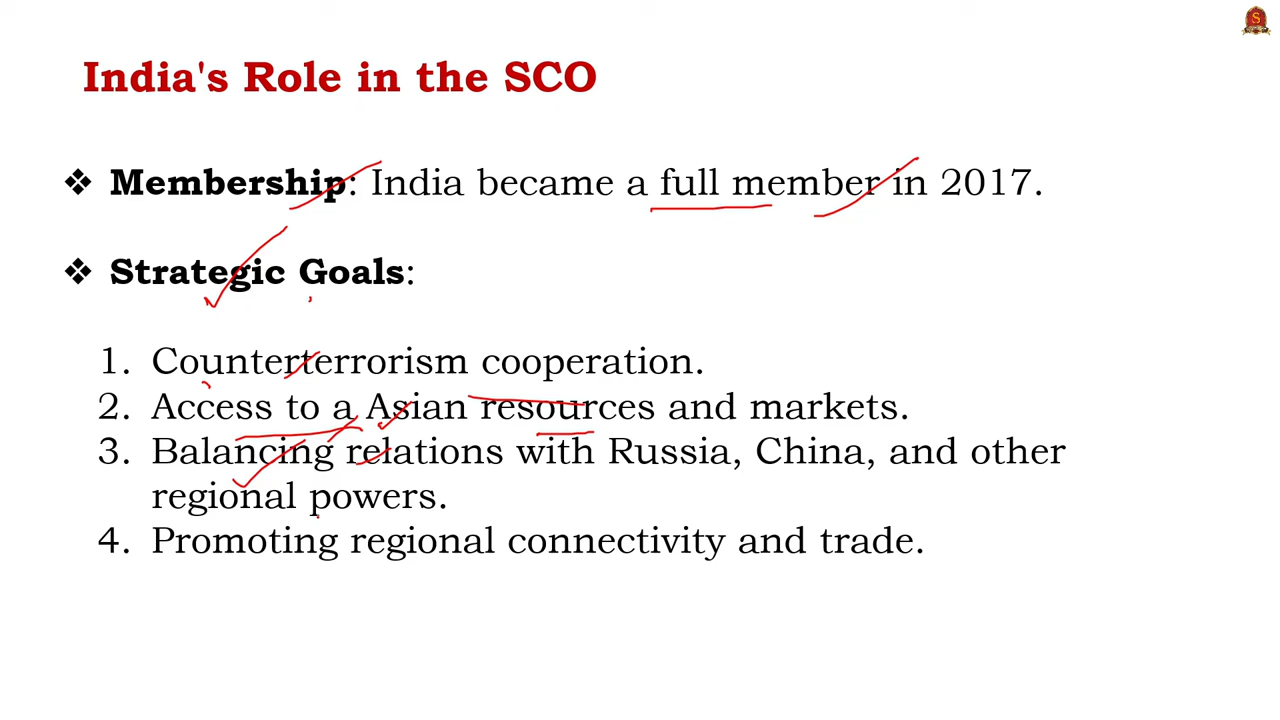 India's Role in the SCO
❖ Membership: India became a full member in 2017.
❖ Strategic Goals:
1. Counterterrorism cooperation.
2. Access to a Asian resources and markets.
3. Balancing relations with Russia, China, and other
regional powers.
4. Promoting regional connectivity and trade.
S